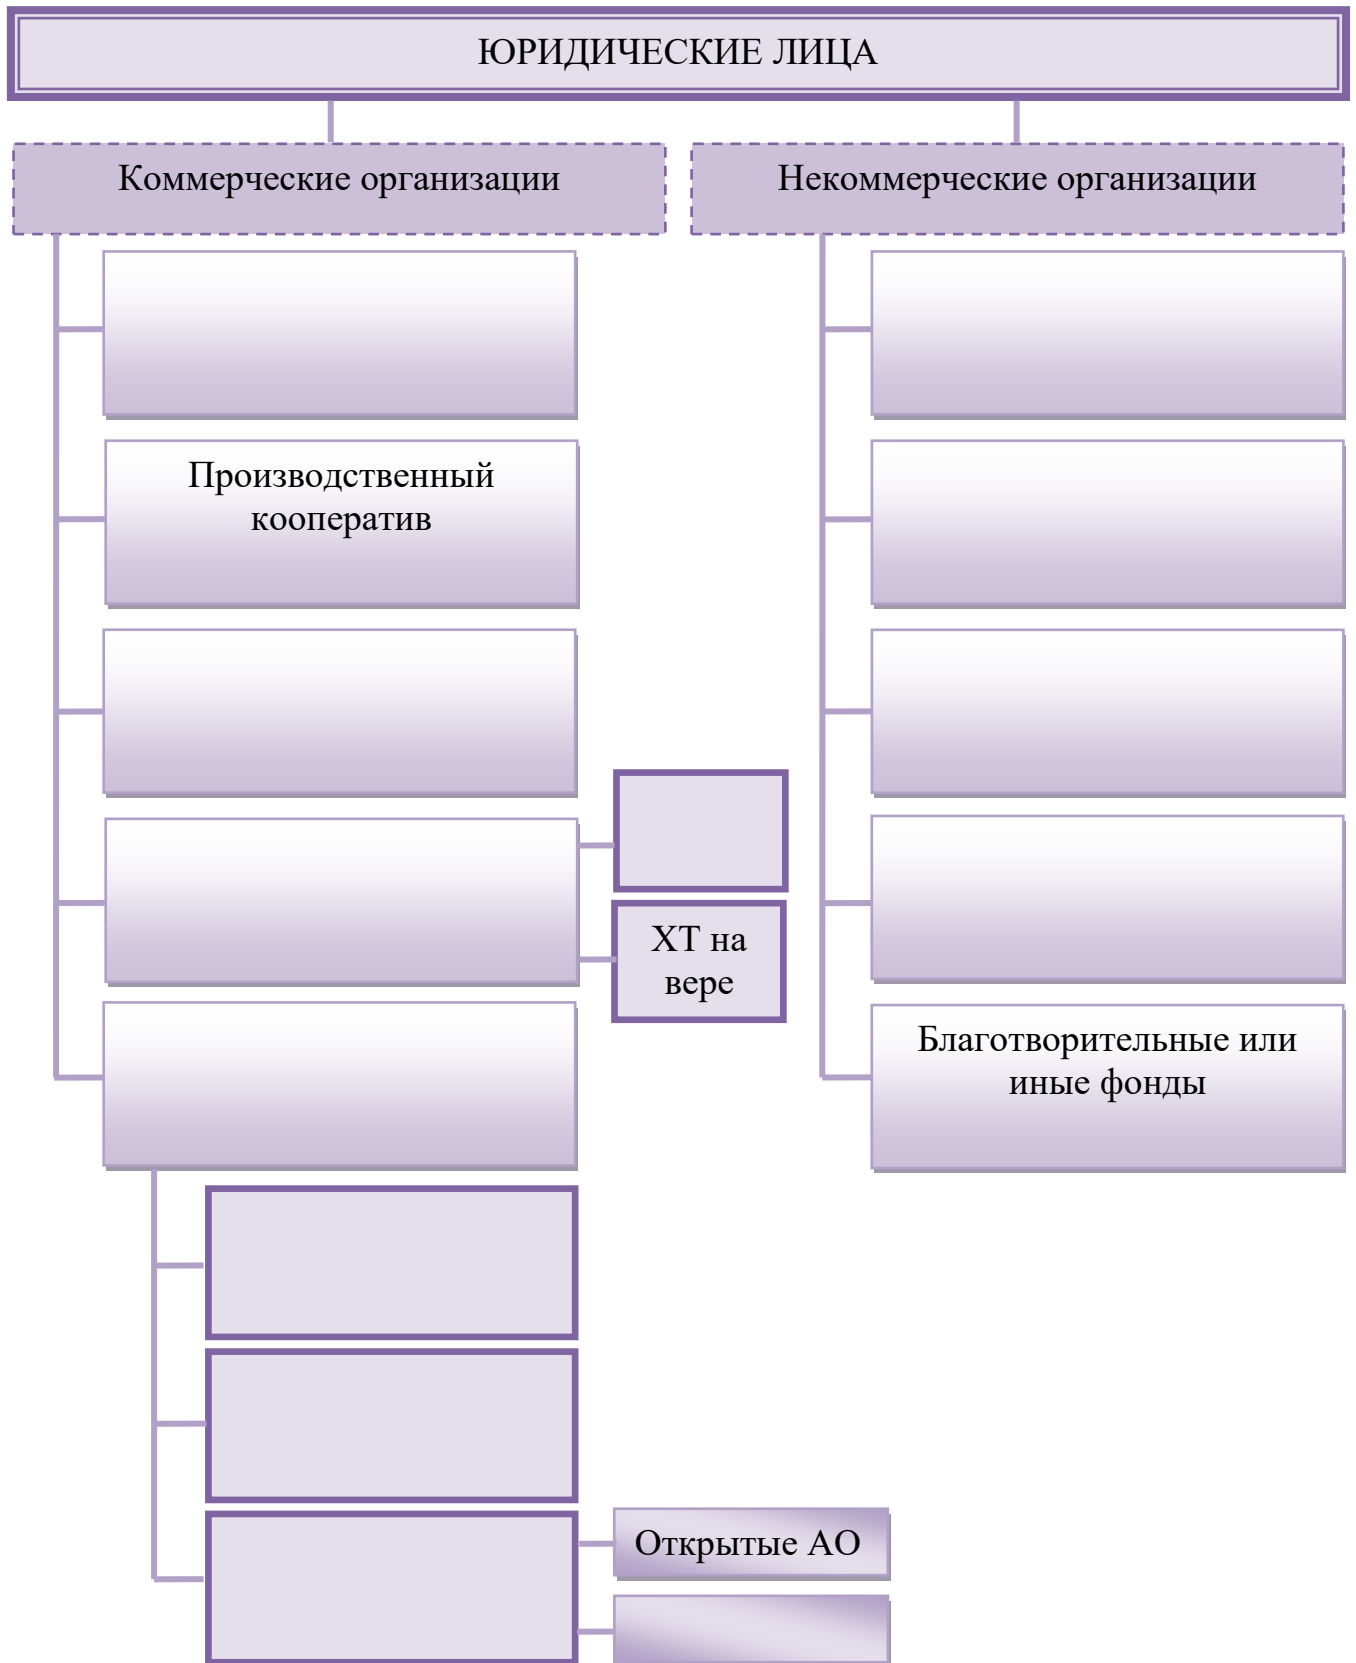 ЮРИДИЧЕСКИЕ ЛИЦА
Коммерческие организации
Некоммерческие организации
Производственный
кооператив
ХТ на
вере
Благотворительные или
иные фонды
Открытые АО